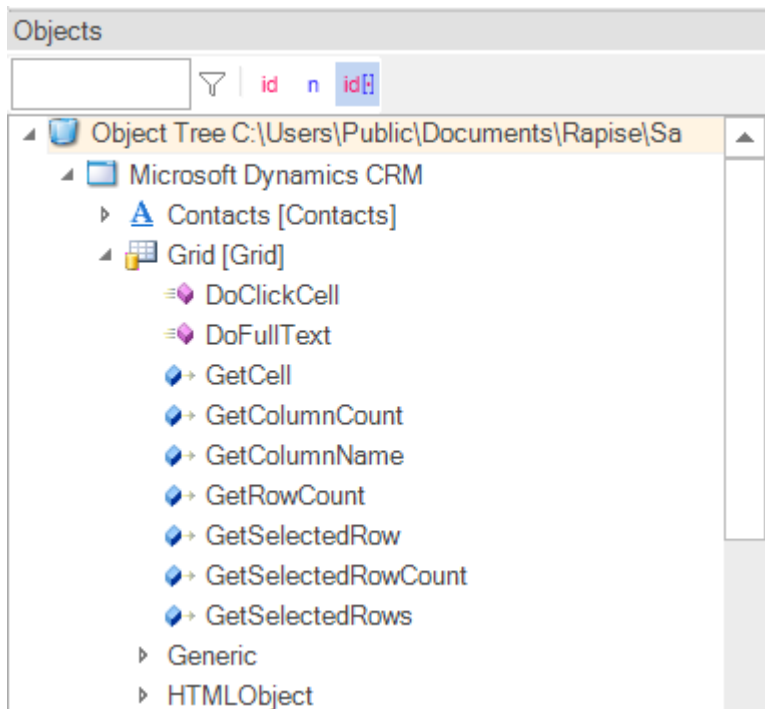 Objects
id n id[·]
Object Tree C:\Users\Public\Documents\Rapise\Sa
Microsoft Dynamics CRM
A Contacts [Contacts]
Grid [Grid]
DoClickCell
DoFullText
GetCell
GetColumnCount
GetColumnName
GetRowCount
GetSelectedRow
GetSelectedRowCount
GetSelectedRows
Generic
HTMLObject